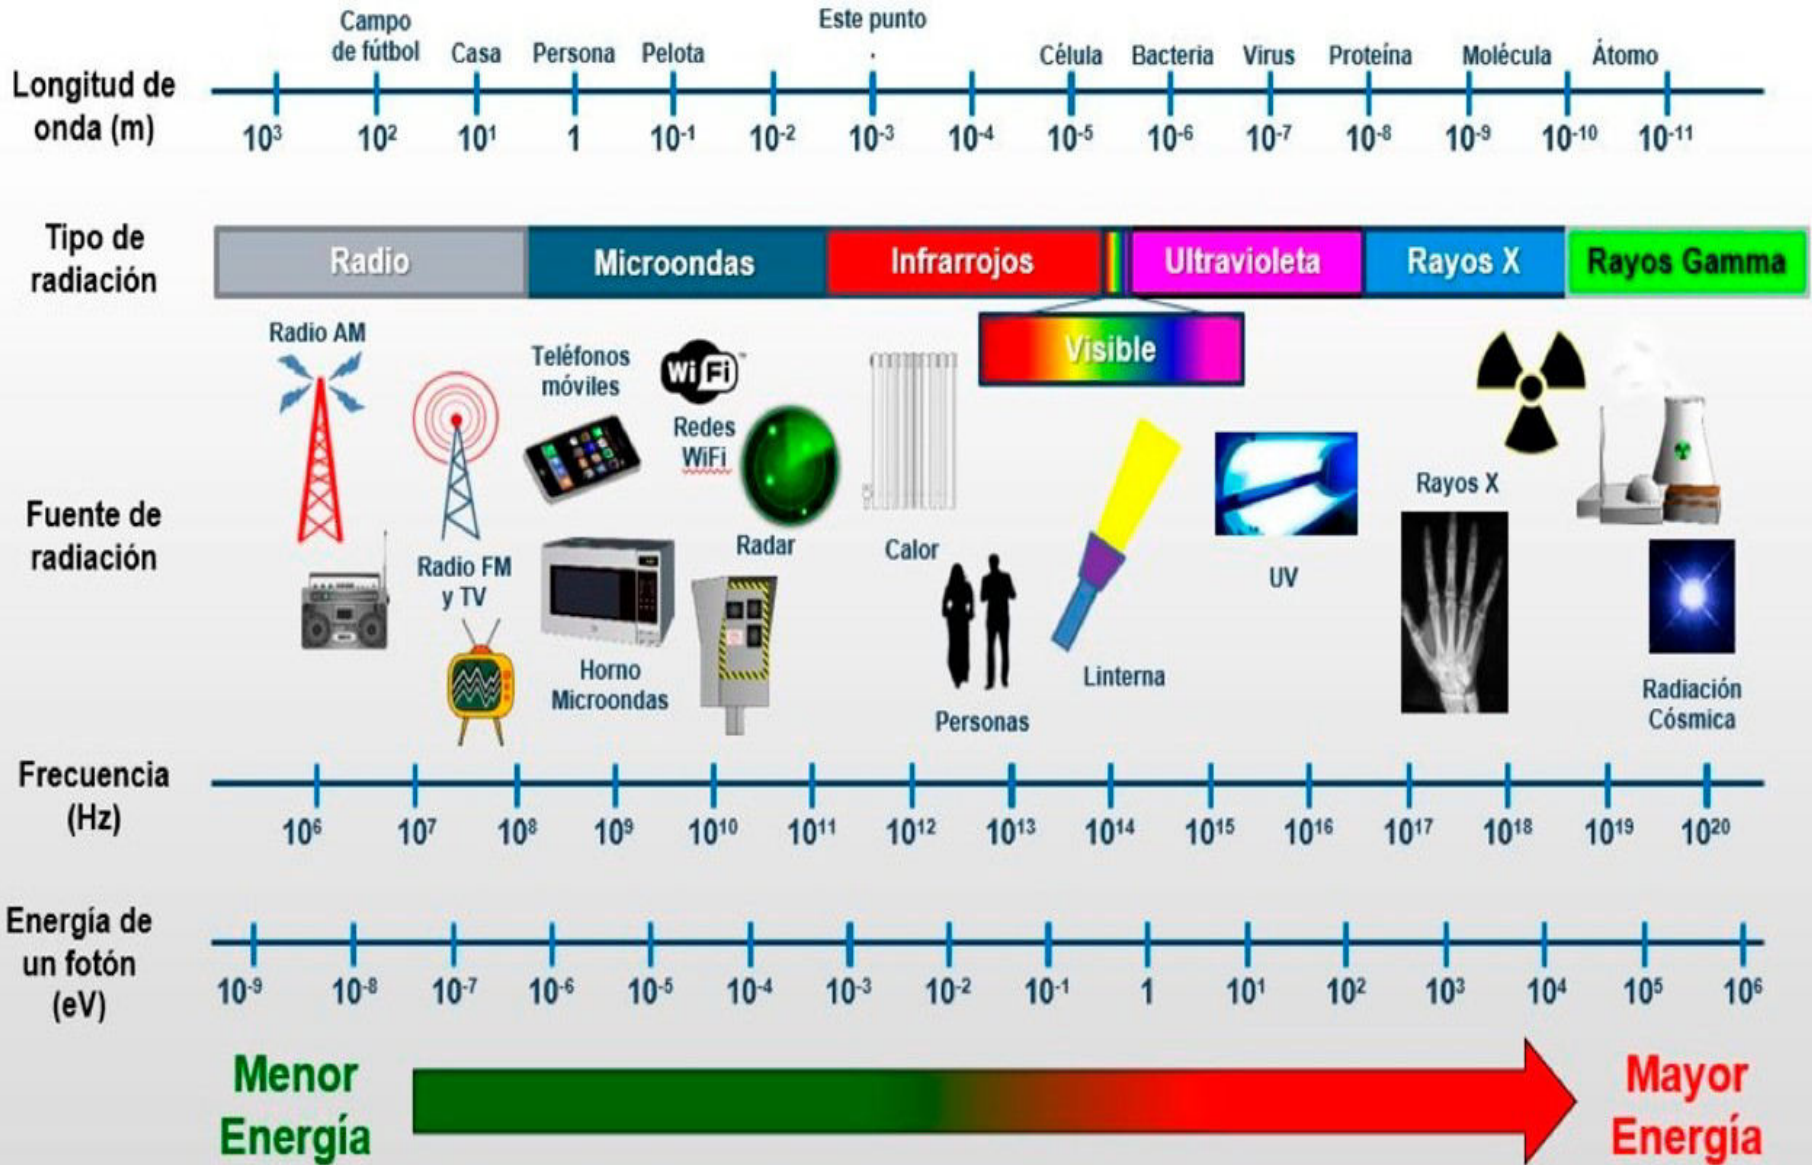 Campo
de fútbol
Casa
Persona
Pelota
Este punto
.
Célula
Bacteria
Virus
Proteína
Molécula
Átomo
Longitud de
onda (m)
10³ 10² 10¹ 1 10⁻¹ 10⁻² 10⁻³ 10⁻⁴ 10⁻⁵ 10⁻⁶ 10⁻⁷ 10⁻⁸ 10⁻⁹ 10⁻¹⁰ 10⁻¹¹
Tipo de
radiación
Radio
Microondas
Infrarrojos
Ultravioleta
Rayos X
Rayos Gamma
Visible
Fuente de
radiación
Radio AM
Radio FM
y TV
Teléfonos
móviles
WiFi
Redes
WiFi
Radar
Horno
Microondas
Calor
Personas
Linterna
UV
Rayos X
Radiación
Cósmica
Frecuencia
(Hz)
10⁶ 10⁷ 10⁸ 10⁹ 10¹⁰ 10¹¹ 10¹² 10¹³ 10¹⁴ 10¹⁵ 10¹⁶ 10¹⁷ 10¹⁸ 10¹⁹ 10²⁰
Energía de
un fotón
(eV)
10⁻⁹ 10⁻⁸ 10⁻⁷ 10⁻⁶ 10⁻⁵ 10⁻⁴ 10⁻³ 10⁻² 10⁻¹ 1 10¹ 10² 10³ 10⁴ 10⁵ 10⁶
Menor
Energía
Mayor
Energía